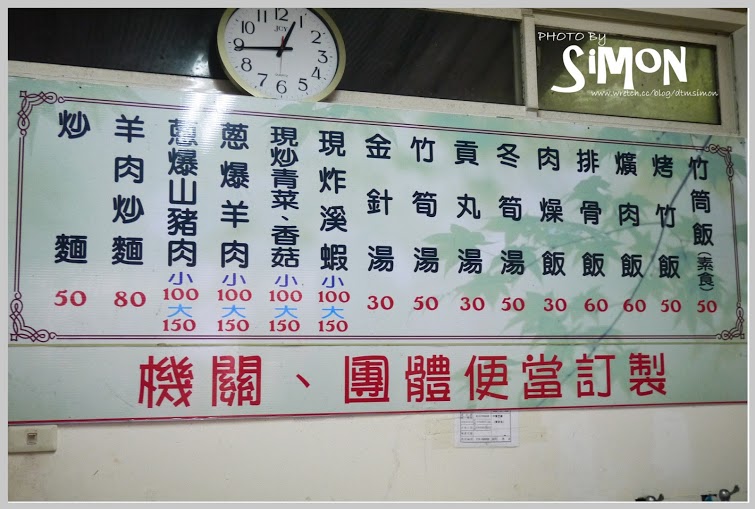 PHOTO BY
SiMON
www.wretch.cc/blog/dtmsimon
竹筒飯(素食) 50
烤竹飯 50
爌肉飯 60
排骨飯 60
肉燥飯 30
冬筍湯 50
貢丸湯 30
竹筍湯 50
金針湯 30
現炸溪蝦 小100大150
現炒青菜、香菇 小100大150
蔥爆羊肉 小100大150
蔥爆山豬肉 小100大150
羊肉炒麵 80
炒麵 50
機關、團體便當訂製